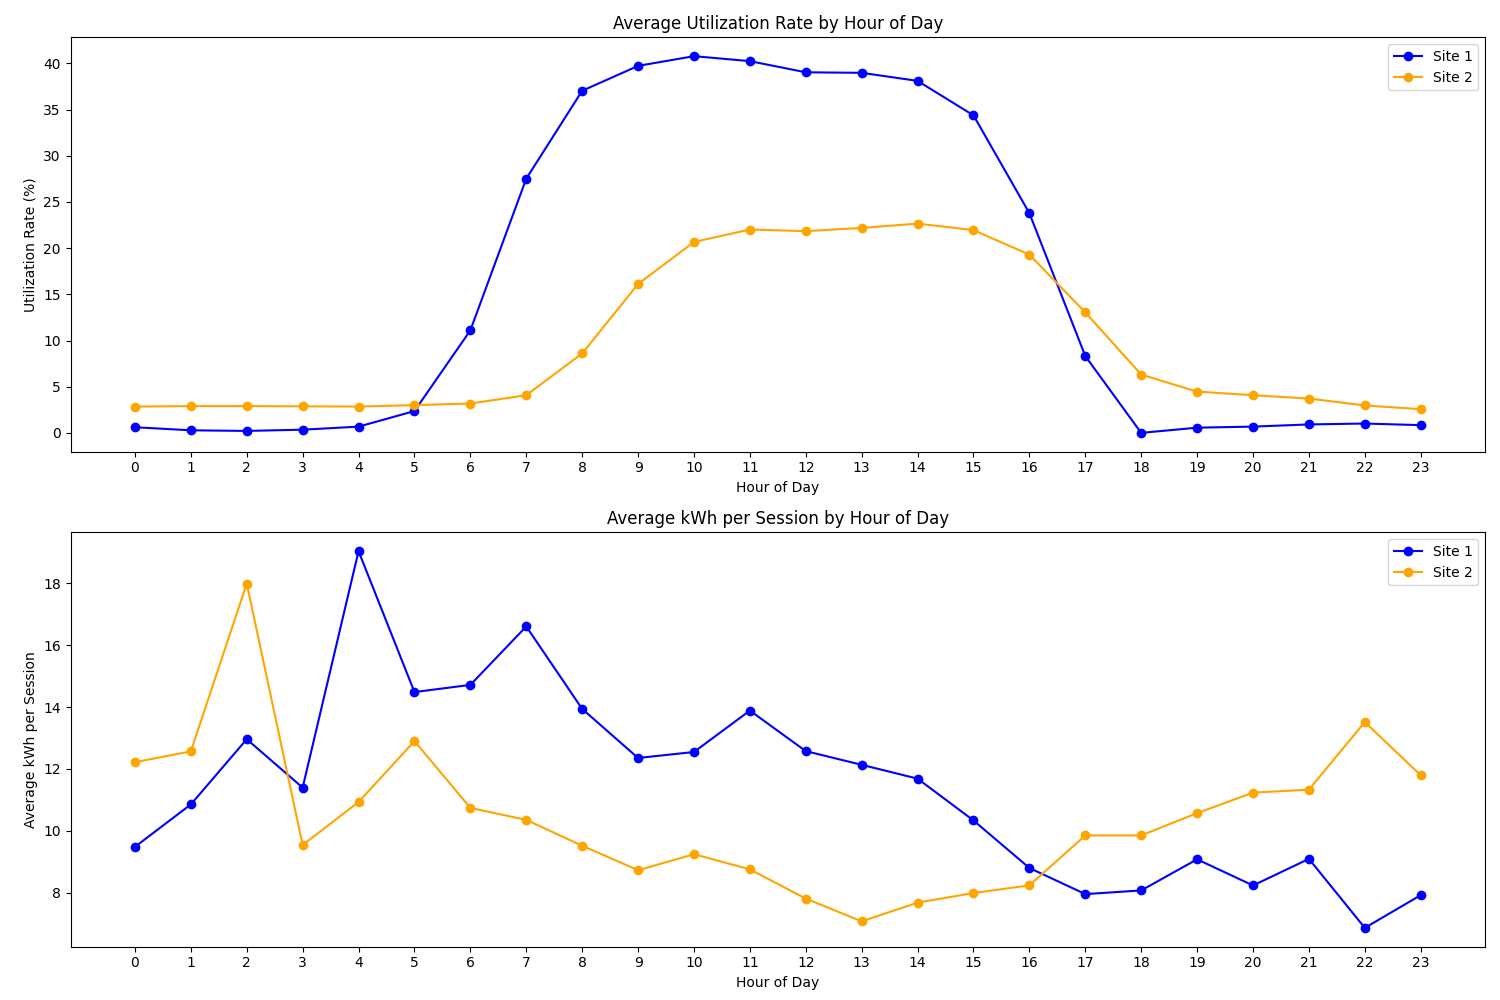 Average Utilization Rate by Hour of Day
Utilization Rate (%)
40
35
30
25
20
15
10
5
0
Site 1
Site 2
0 1 2 3 4 5 6 7 8 9 10 11 12 13 14 15 16 17 18 19 20 21 22 23
Hour of Day
Average kWh per Session by Hour of Day
Average kWh per Session
18
16
14
12
10
8
Site 1
Site 2
0 1 2 3 4 5 6 7 8 9 10 11 12 13 14 15 16 17 18 19 20 21 22 23
Hour of Day